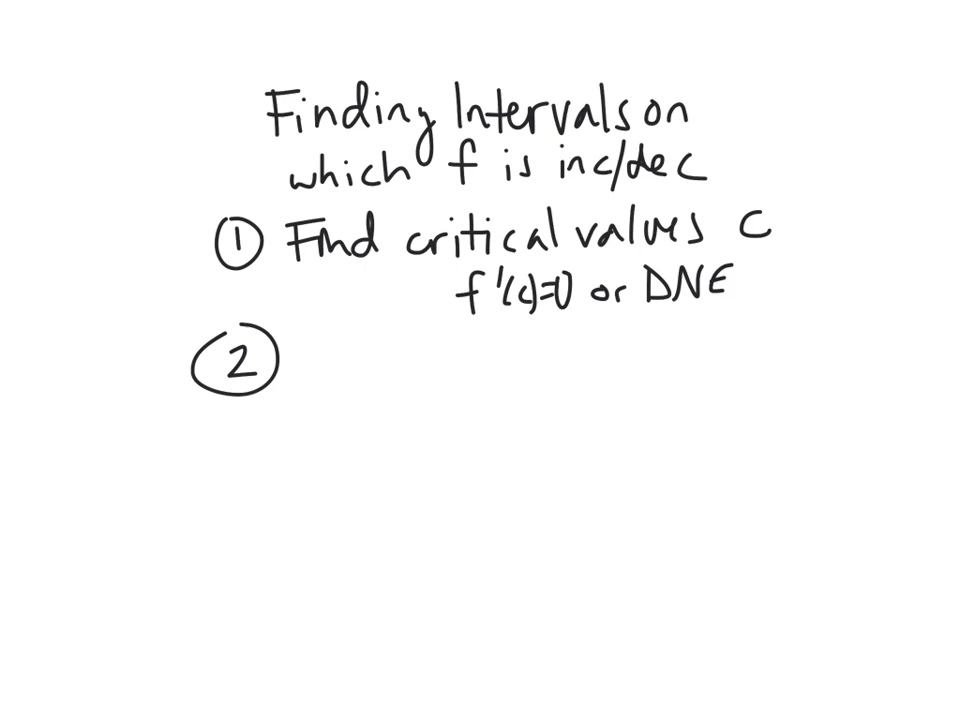 Finding Intervals on
which f is inc/dec
① Find critical values c
f'(c)=0 or DNE
②